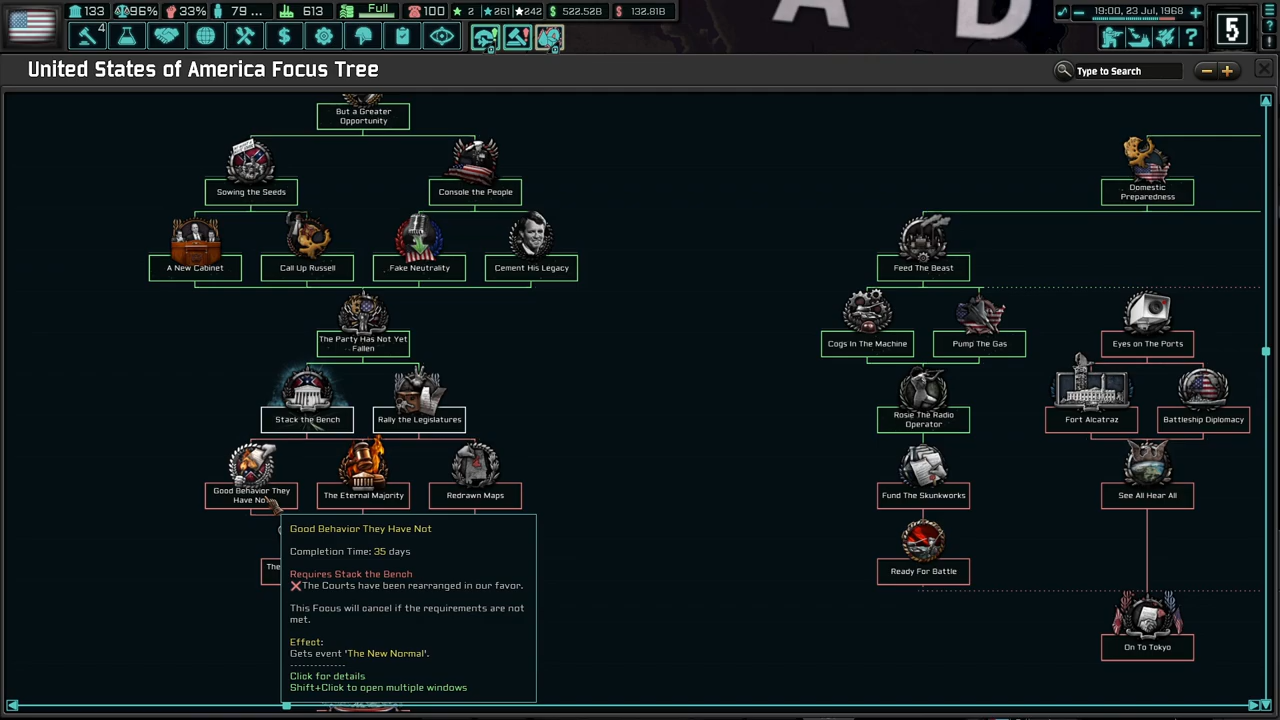 133 96% 33% 79 ... 613 Full 100 2 261 242 $ 522.52B $ 132.81B
19:00, 23 Jul, 1968
5
4
United States of America Focus Tree
Type to Search
But a Greater
Opportunity
Sowing the Seeds
Console the People
Domestic
Preparedness
A New Cabinet
Call Up Russell
Fake Neutrality
Cement His Legacy
Feed The Beast
The Party Has Not Yet
Fallen
Cogs In The Machine
Pump The Gas
Eyes on The Ports
Stack the Bench
Rally the Legislatures
Rosie The Radio
Operator
Fort Alcatraz
Battleship Diplomacy
Good Behavior They
Have No
The Eternal Majority
Redrawn Maps
Fund The Skunkworks
See All Hear All
The
Ready For Battle
On To Tokyo
Good Behavior They Have Not
Completion Time: 35 days
Requires Stack the Bench
The Courts have been rearranged in our favor.
This Focus will cancel if the requirements are not
met.
Effect:
Gets event 'The New Normal'.
-------------
Click for details
Shift+Click to open multiple windows